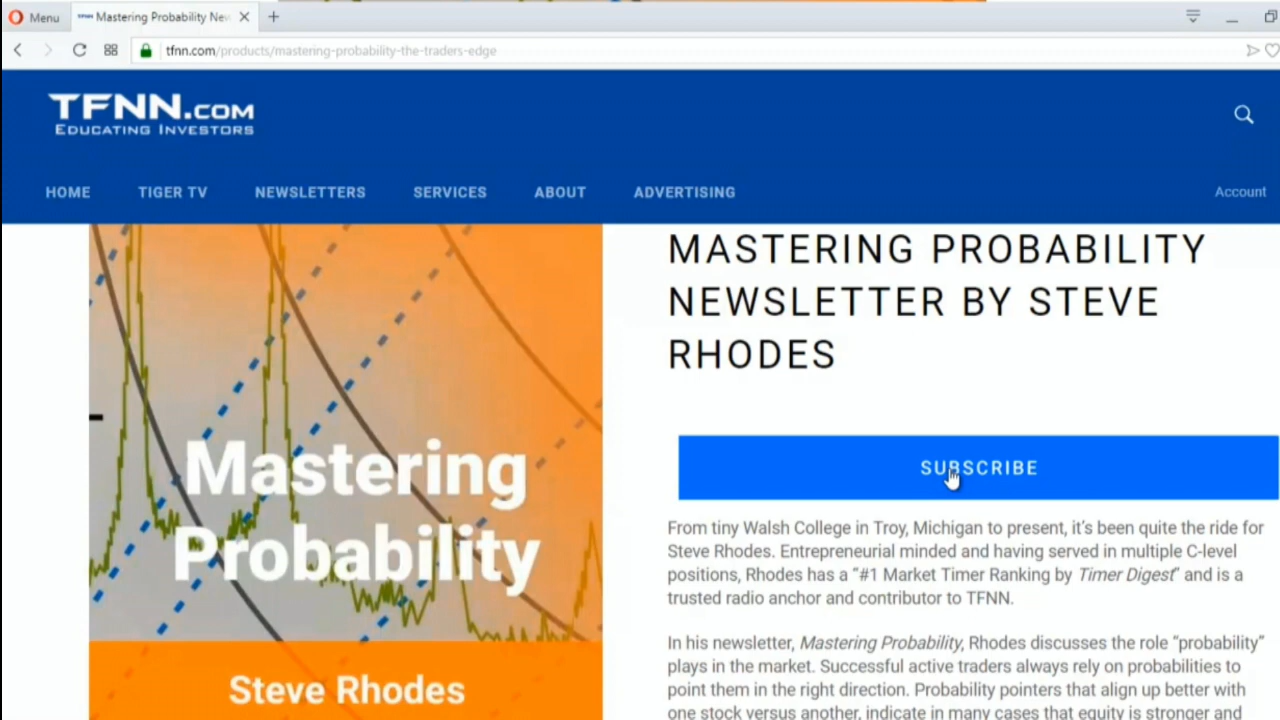 Menu
Mastering Probability New
tfnn.com/products/mastering-probability-the-traders-edge
TFNN.COM
EDUCATING INVESTORS
HOME TIGER TV NEWSLETTERS SERVICES ABOUT ADVERTISING Account
MASTERING PROBABILITY
NEWSLETTER BY STEVE
RHODES
Mastering
Probability
Steve Rhodes
SUBSCRIBE
From tiny Walsh College in Troy, Michigan to present, it's been quite the ride for
Steve Rhodes. Entrepreneurial minded and having served in multiple C-level
positions, Rhodes has a “#1 Market Timer Ranking by Timer Digest” and is a
trusted radio anchor and contributor to TFNN.
In his newsletter, Mastering Probability, Rhodes discusses the role “probability”
plays in the market. Successful active traders always rely on probabilities to
point them in the right direction. Probability pointers that align up better with
one stock versus another, indicate in many cases that equity is stronger and